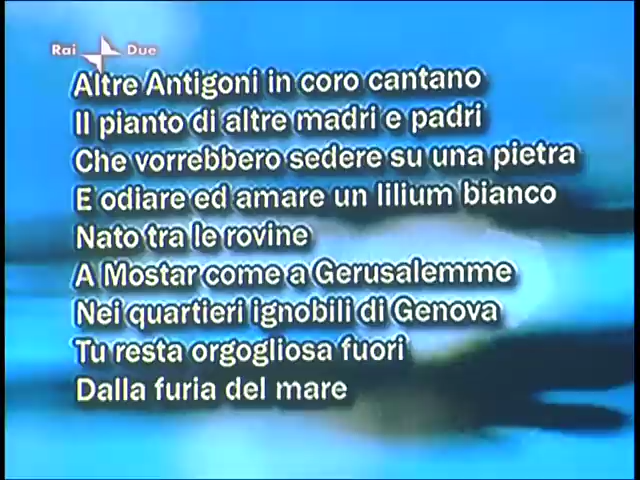 Rai Due
Altre Antigoni in coro cantano
Il pianto di altre madri e padri
Che vorrebbero sedere su una pietra
E odiare ed amare un lilium bianco
Nato tra le rovine
A Mostar come a Gerusalemme
Nei quartieri ignobili di Genova
Tu resta orgogliosa fuori
Dalla furia del mare